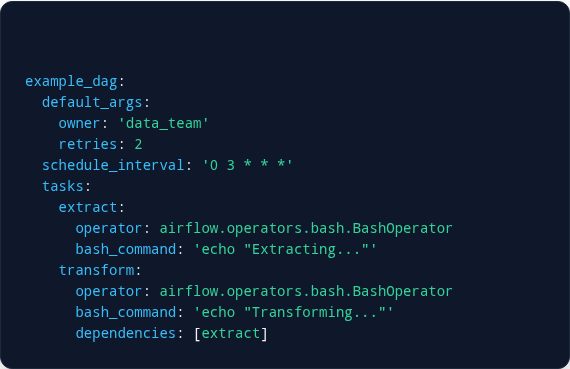 example_dag:
  default_args:
    owner: 'data_team'
    retries: 2
  schedule_interval: '0 3 * * *'
  tasks:
    extract:
      operator: airflow.operators.bash.BashOperator
      bash_command: 'echo "Extracting..."'
    transform:
      operator: airflow.operators.bash.BashOperator
      bash_command: 'echo "Transforming..."'
      dependencies: [extract]